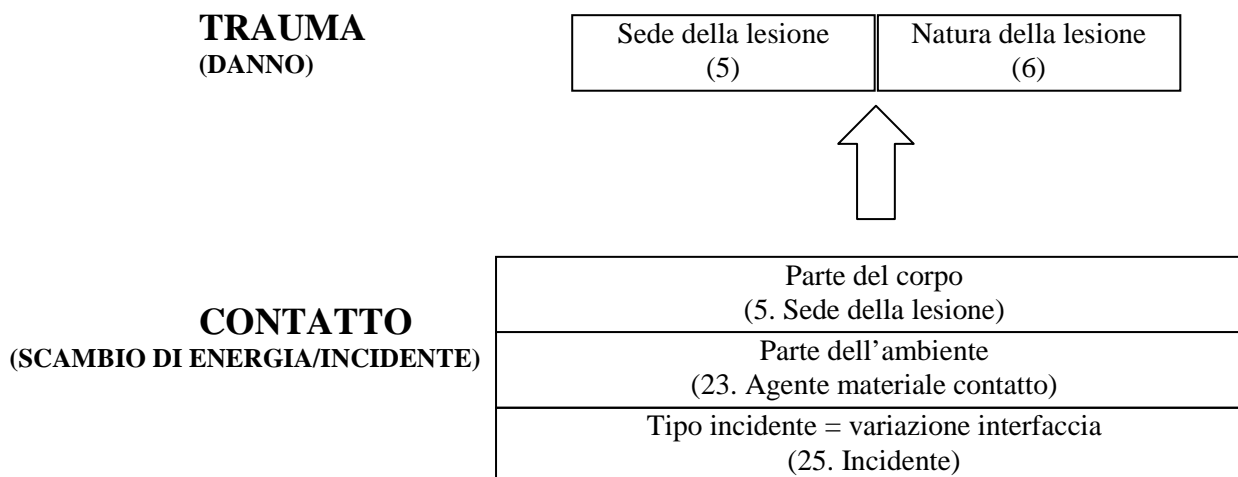 TRAUMA
(DANNO)
Sede della lesione
(5)
Natura della lesione
(6)
CONTATTO
(SCAMBIO DI ENERGIA/INCIDENTE)
Parte del corpo
(5. Sede della lesione)
Parte dell’ambiente
(23. Agente materiale contatto)
Tipo incidente = variazione interfaccia
(25. Incidente)